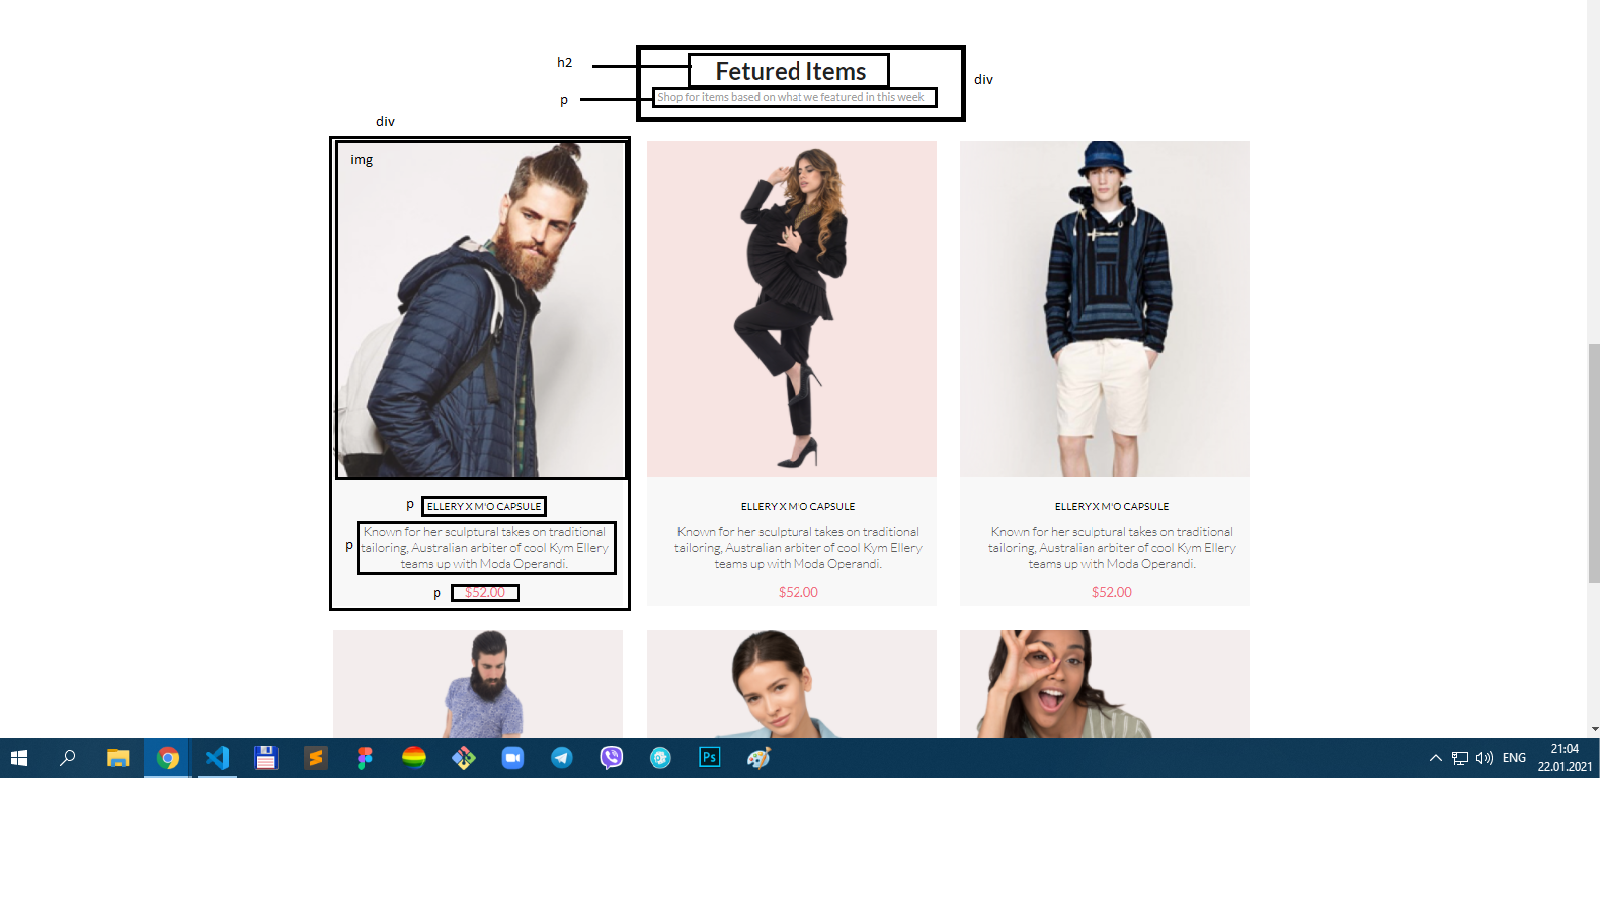 h2
Fetured Items
div
p
Shop for items based on what we featured in this week
div
img
p
ELLERY X M'O CAPSULE
ELLERY X M'O CAPSULE
ELLERY X M'O CAPSULE
p
Known for her sculptural takes on traditional
tailoring, Australian arbiter of cool Kym Ellery
teams up with Moda Operandi.
Known for her sculptural takes on traditional
tailoring, Australian arbiter of cool Kym Ellery
teams up with Moda Operandi.
Known for her sculptural takes on traditional
tailoring, Australian arbiter of cool Kym Ellery
teams up with Moda Operandi.
p
$52.00
$52.00
$52.00
Ps
ENG
21:04
22.01.2021